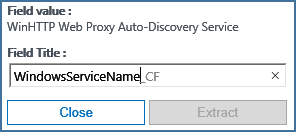 Field value :
WinHTTP Web Proxy Auto-Discovery Service
Field Title :
WindowsServiceName_CF ×
Close Extract